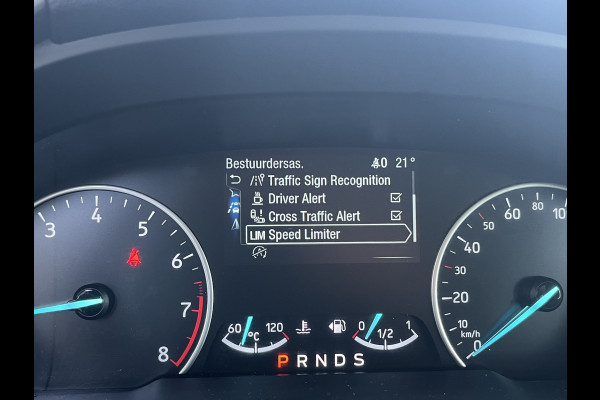 Bestuurdersas. 40 21°
Traffic Sign Recognition
Driver Alert
Cross Traffic Alert
LIM Speed Limiter
3 4 5 6 7 8
60 °C 120
0 1/2 1
P R N D S
0 10 20 30 40 50 60 80
km/h